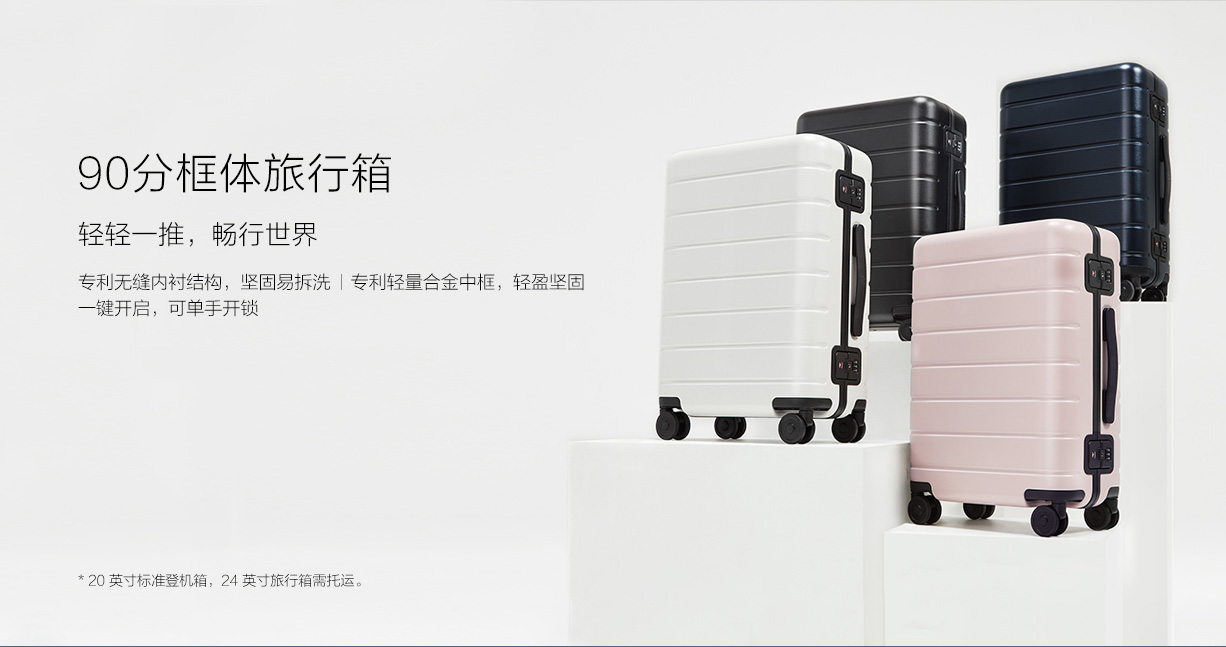 90分框体旅行箱
轻轻一推，畅行世界
专利无缝内衬结构，坚固易拆洗 | 专利轻量合金中框，轻盈坚固
一键开启，可单手开锁
* 20 英寸标准登机箱，24 英寸旅行箱需托运。